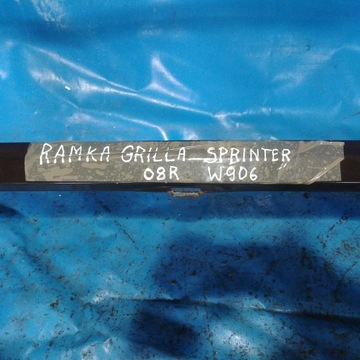 RAMKA GRILLA SPRINTER
08R W906